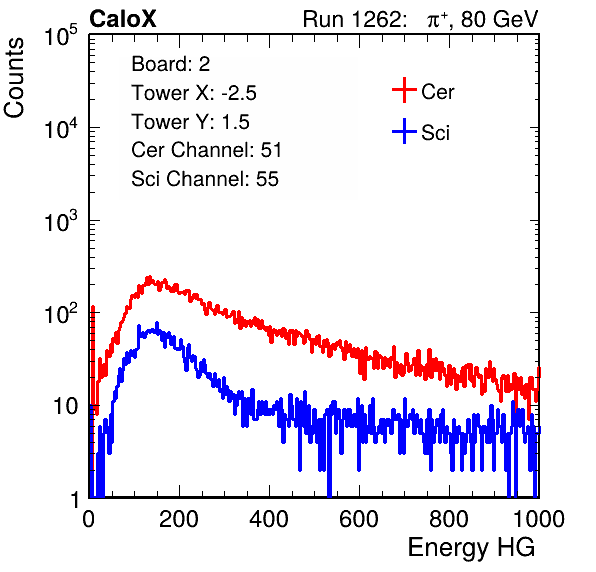 CaloX Run 1262: π⁺, 80 GeV
Counts
10⁵
10⁴
10³
10²
10
1
Board: 2
Tower X: -2.5
Tower Y: 1.5
Cer Channel: 51
Sci Channel: 55
Cer
Sci
0 200 400 600 800 1000
Energy HG